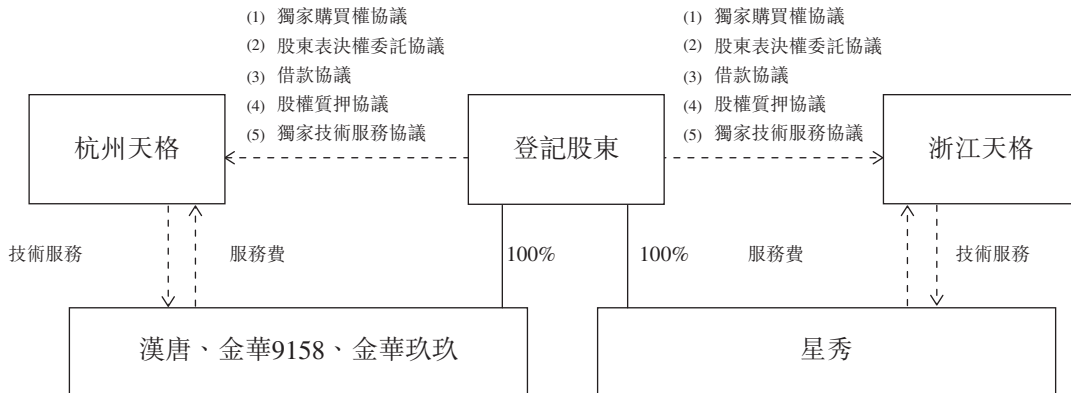 (1) 獨家購買權協議
(2) 股東表決權委託協議
(3) 借款協議
(4) 股權質押協議
(5) 獨家技術服務協議
(1) 獨家購買權協議
(2) 股東表決權委託協議
(3) 借款協議
(4) 股權質押協議
(5) 獨家技術服務協議
杭州天格
登記股東
浙江天格
技術服務
服務費
100%
100%
服務費
技術服務
漢唐、金華9158、金華玖玖
星秀